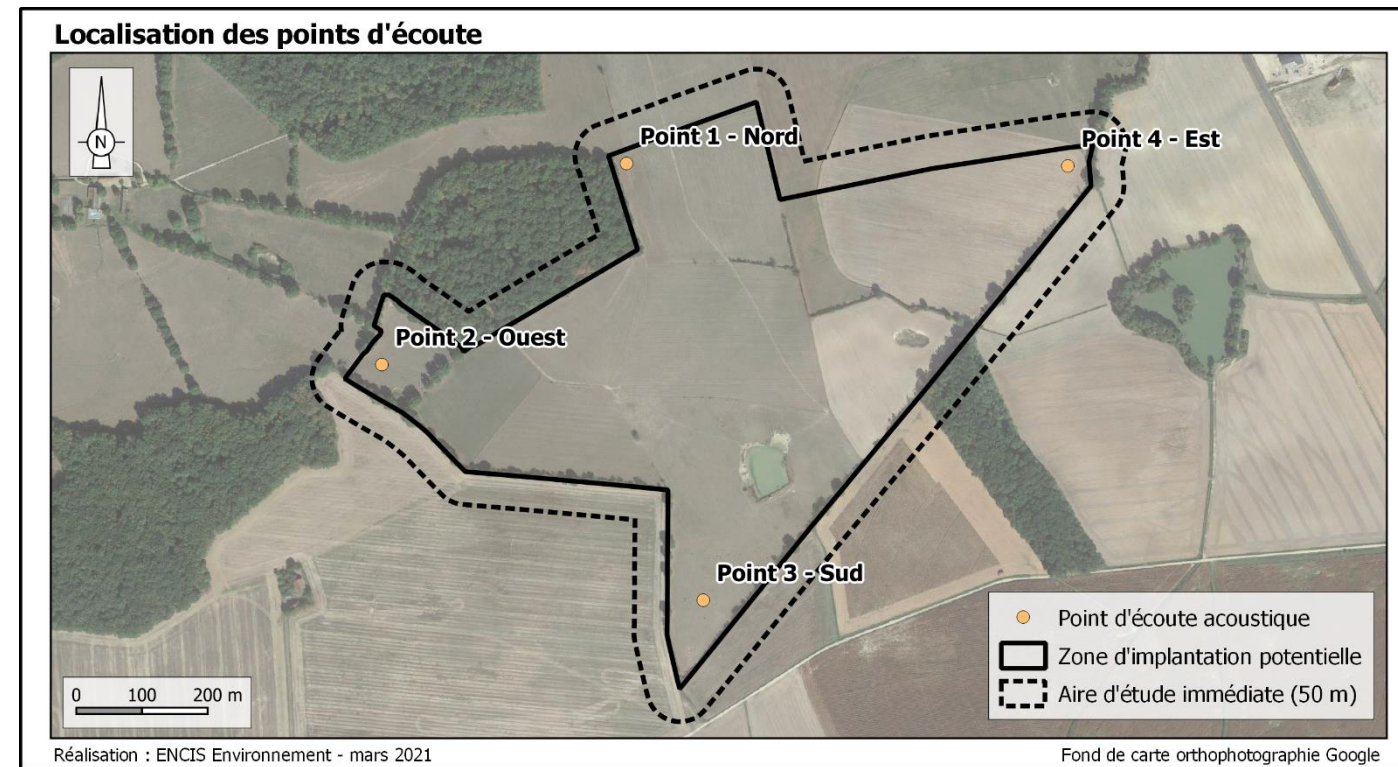 Localisation des points d'écoute
N
Point 1 - Nord
Point 4 - Est
Point 2 - Ouest
Point 3 - Sud
Point d'écoute acoustique
Zone d'implantation potentielle
Aire d'étude immédiate (50 m)
0 100 200 m
Réalisation : ENCIS Environnement - mars 2021
Fond de carte orthophotographie Google